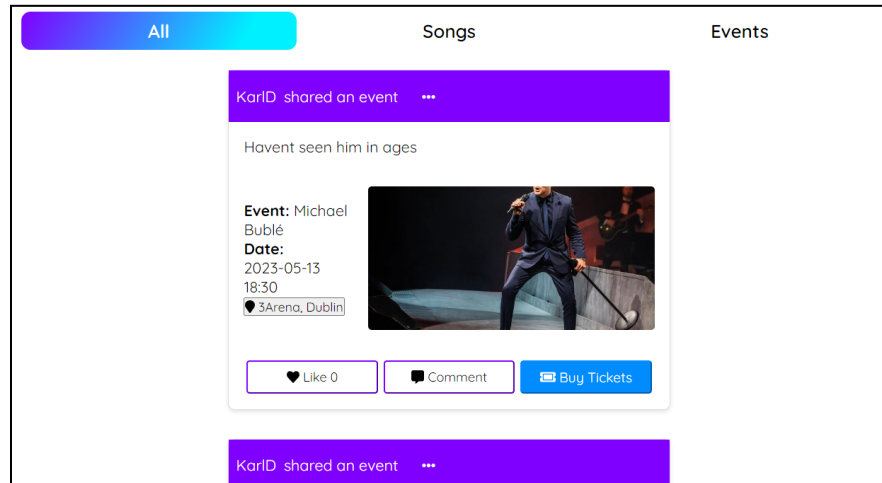 All Songs Events
KarlD shared an event •••
Havent seen him in ages
Event: Michael
Bublé
Date:
2023-05-13
18:30
3Arena, Dublin
Like 0 Comment Buy Tickets
KarlD shared an event •••